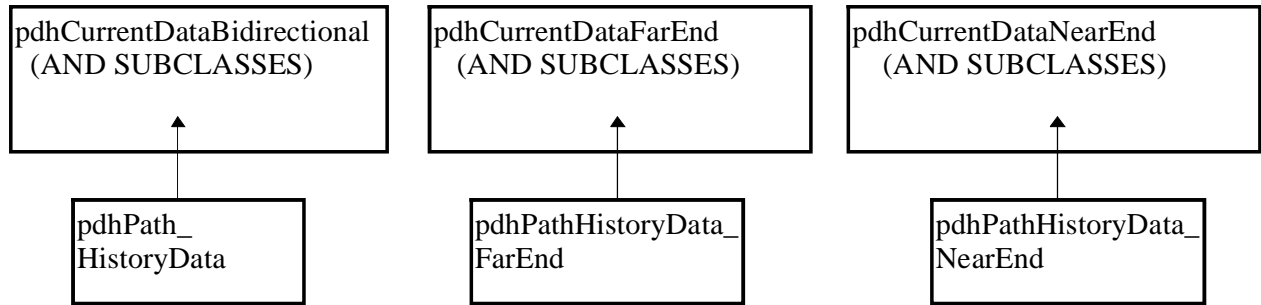 pdhCurrentDataBidirectional
(AND SUBCLASSES)
pdhCurrentDataFarEnd
(AND SUBCLASSES)
pdhCurrentDataNearEnd
(AND SUBCLASSES)
pdhPath_
HistoryData
pdhPathHistoryData_
FarEnd
pdhPathHistoryData_
NearEnd